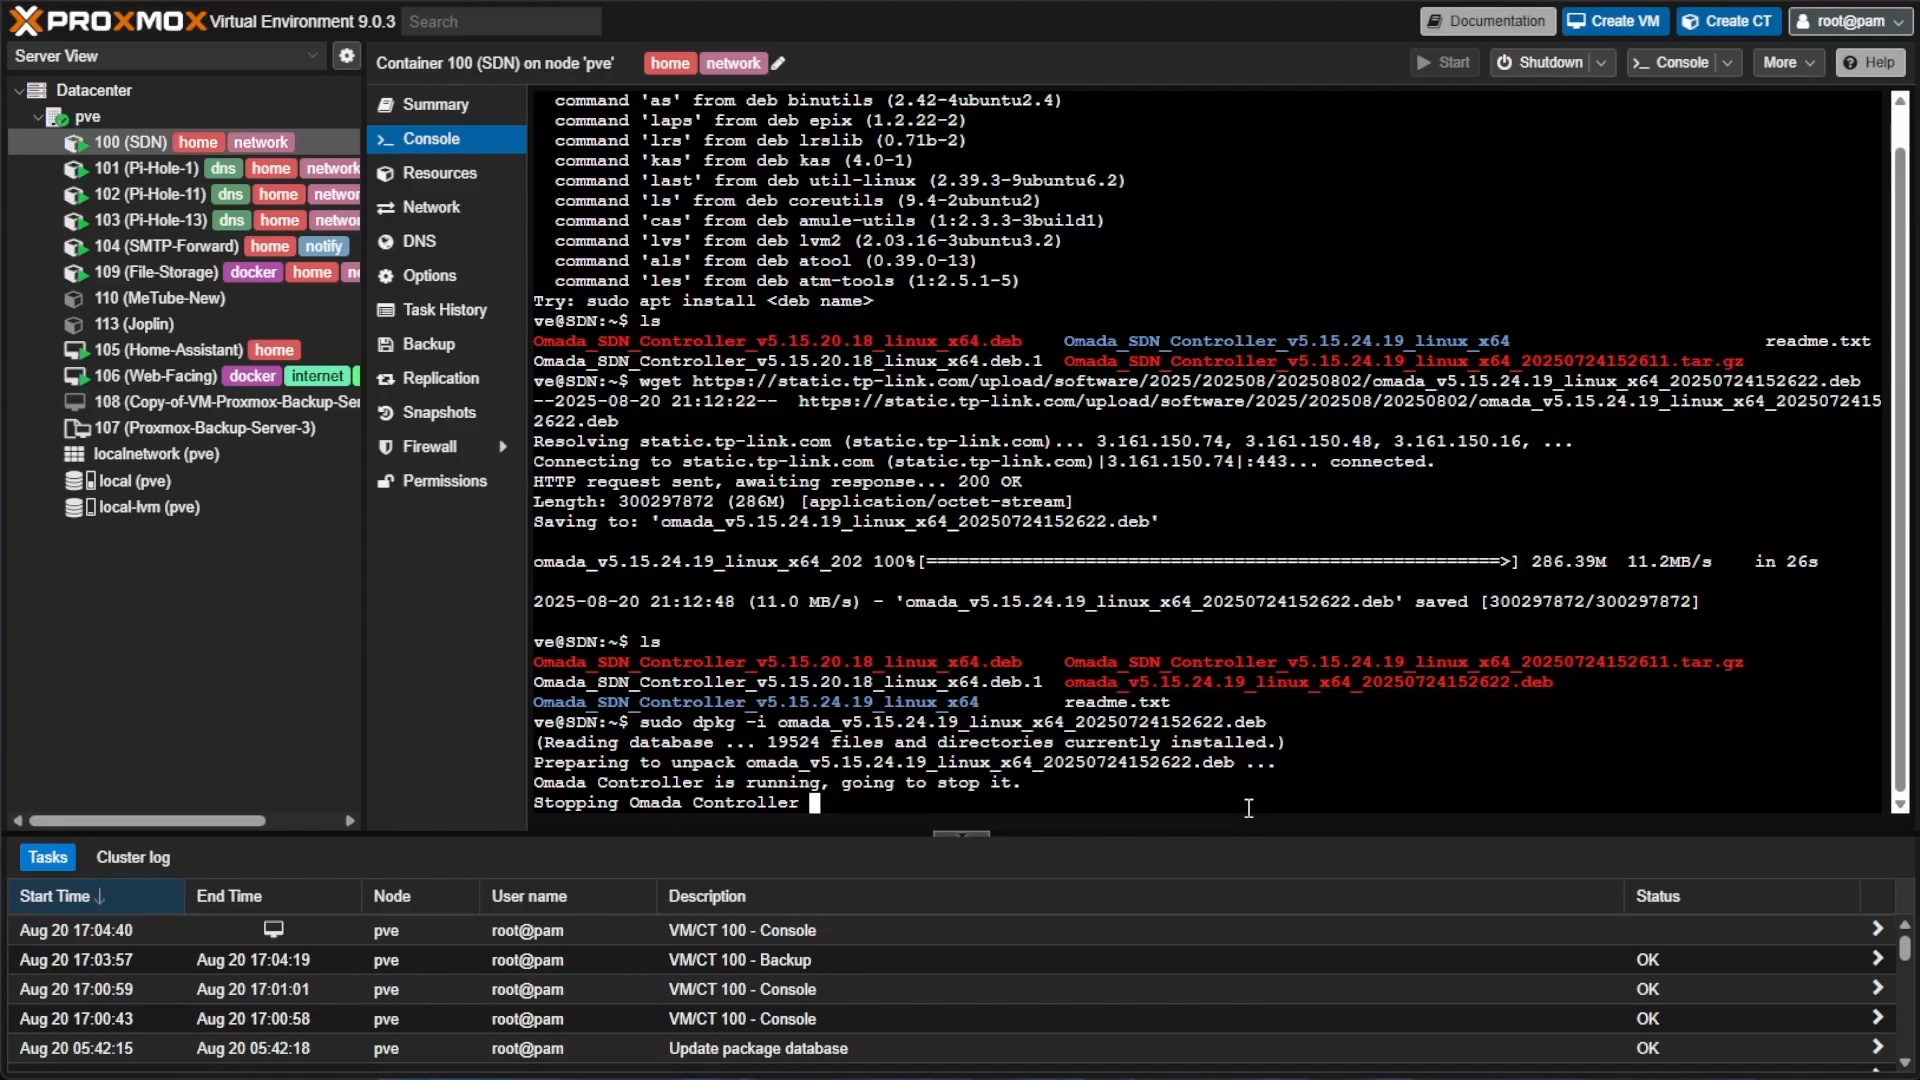 PROXMOX Virtual Environment 9.0.3 Search Documentation Create VM Create CT root@pam
Server View
Container 100 (SDN) on node 'pve' home network Start Shutdown Console More Help
Datacenter
pve
100 (SDN) home network
101 (Pi-Hole-1) dns home network
102 (Pi-Hole-11) dns home networ
103 (Pi-Hole-13) dns home networ
104 (SMTP-Forward) home notify
109 (File-Storage) docker home ne
110 (MeTube-New)
113 (Joplin)
105 (Home-Assistant) home
106 (Web-Facing) docker internet
108 (Copy-of-VM-Proxmox-Backup-Ser
107 (Proxmox-Backup-Server-3)
localnetwork (pve)
local (pve)
local-lvm (pve)
Summary
Console
Resources
Network
DNS
Options
Task History
Backup
Replication
Snapshots
Firewall
Permissions
command 'as' from deb binutils (2.42-4ubuntu2.4)
command 'laps' from deb epix (1.2.22-2)
command 'lrs' from deb lrslib (0.71b-2)
command 'kas' from deb kas (4.0-1)
command 'last' from deb util-linux (2.39.3-9ubuntu6.2)
command 'ls' from deb coreutils (9.4-2ubuntu2)
command 'cas' from deb amule-utils (1:2.3.3-3build1)
command 'lvs' from deb lvm2 (2.03.16-3ubuntu3.2)
command 'als' from deb atool (0.39.0-13)
command 'les' from deb atm-tools (1:2.5.1-5)
Try: sudo apt install <deb name>
ve@SDN:~$ ls
Omada_SDN_Controller_v5.15.20.18_linux_x64.deb Omada_SDN_Controller_v5.15.24.19_linux_x64 readme.txt
Omada_SDN_Controller_v5.15.20.18_linux_x64.deb.1 Omada_SDN_Controller_v5.15.24.19_linux_x64_20250724152611.tar.gz
ve@SDN:~$ wget https://static.tp-link.com/upload/software/2025/202508/20250802/omada_v5.15.24.19_linux_x64_20250724152622.deb
--2025-08-20 21:12:22-- https://static.tp-link.com/upload/software/2025/202508/20250802/omada_v5.15.24.19_linux_x64_2025072415
2622.deb
Resolving static.tp-link.com (static.tp-link.com)... 3.161.150.74, 3.161.150.48, 3.161.150.16, ...
Connecting to static.tp-link.com (static.tp-link.com)|3.161.150.74|:443... connected.
HTTP request sent, awaiting response... 200 OK
Length: 300297872 (286M) [application/octet-stream]
Saving to: 'omada_v5.15.24.19_linux_x64_20250724152622.deb'
omada_v5.15.24.19_linux_x64_202 100%[======================================================>] 286.39M 11.2MB/s in 26s
2025-08-20 21:12:48 (11.0 MB/s) - 'omada_v5.15.24.19_linux_x64_20250724152622.deb' saved [300297872/300297872]
ve@SDN:~$ ls
Omada_SDN_Controller_v5.15.20.18_linux_x64.deb Omada_SDN_Controller_v5.15.24.19_linux_x64_20250724152611.tar.gz
Omada_SDN_Controller_v5.15.20.18_linux_x64.deb.1 omada_v5.15.24.19_linux_x64_20250724152622.deb
Omada_SDN_Controller_v5.15.24.19_linux_x64 readme.txt
ve@SDN:~$ sudo dpkg -i omada_v5.15.24.19_linux_x64_20250724152622.deb
(Reading database ... 19524 files and directories currently installed.)
Preparing to unpack omada_v5.15.24.19_linux_x64_20250724152622.deb ...
Omada Controller is running, going to stop it.
Stopping Omada Controller
Tasks Cluster log
Start Time End Time Node User name Description Status
Aug 20 17:04:40 pve root@pam VM/CT 100 - Console
Aug 20 17:03:57 Aug 20 17:04:19 pve root@pam VM/CT 100 - Backup OK
Aug 20 17:00:59 Aug 20 17:01:01 pve root@pam VM/CT 100 - Console OK
Aug 20 17:00:43 Aug 20 17:00:58 pve root@pam VM/CT 100 - Console OK
Aug 20 05:42:15 Aug 20 05:42:18 pve root@pam Update package database OK